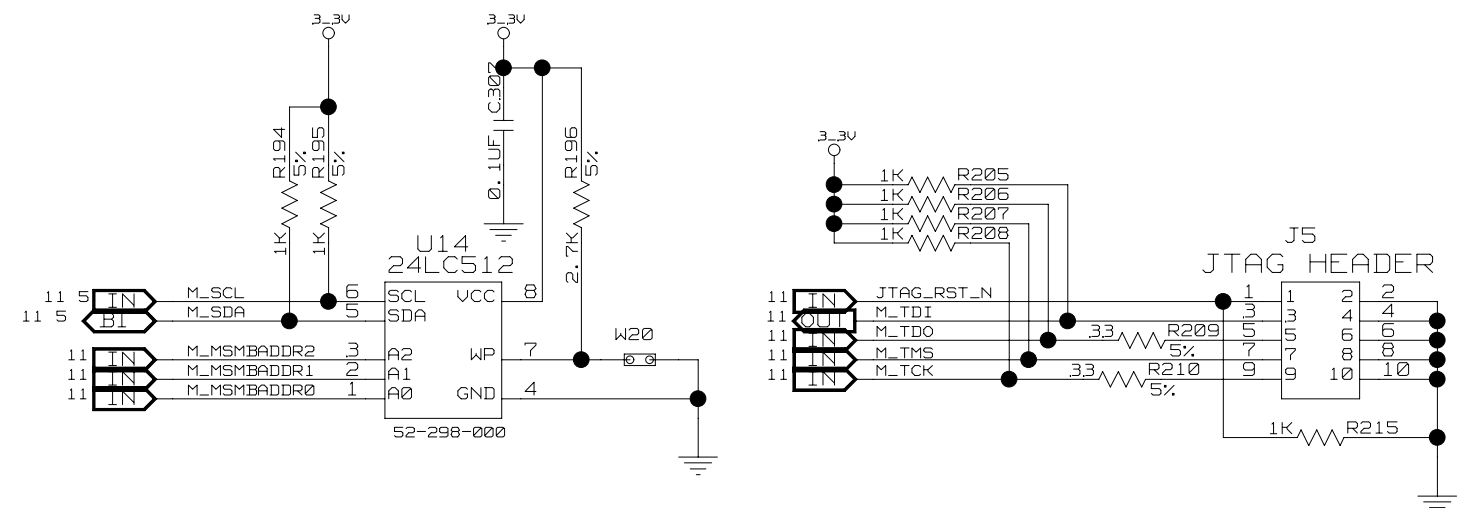 3_3V
3_3V
C307
0.1UF
R194
5%
1K
R195
5%
1K
R196
5%
2.7K
U14
24LC512
11 5 IN M_SCL 6 SCL VCC 8
11 5 BI M_SDA 5 SDA
11 IN M_MSMBADDR2 3 A2 WP 7 W20
11 IN M_MSMBADDR1 2 A1
11 IN M_MSMBADDR0 1 A0 GND 4
52-298-000
3_3V
1K R205
1K R206
1K R207
1K R208
J5
JTAG HEADER
11 IN JTAG_RST_N 1 1 2 2
11 OUT M_TDI 3 3 4 4
11 IN M_TDO 33 R209 5% 5 5 6 6
11 IN M_TMS 7 7 8 8
11 IN M_TCK 33 R210 5% 9 9 10 10
1K R215